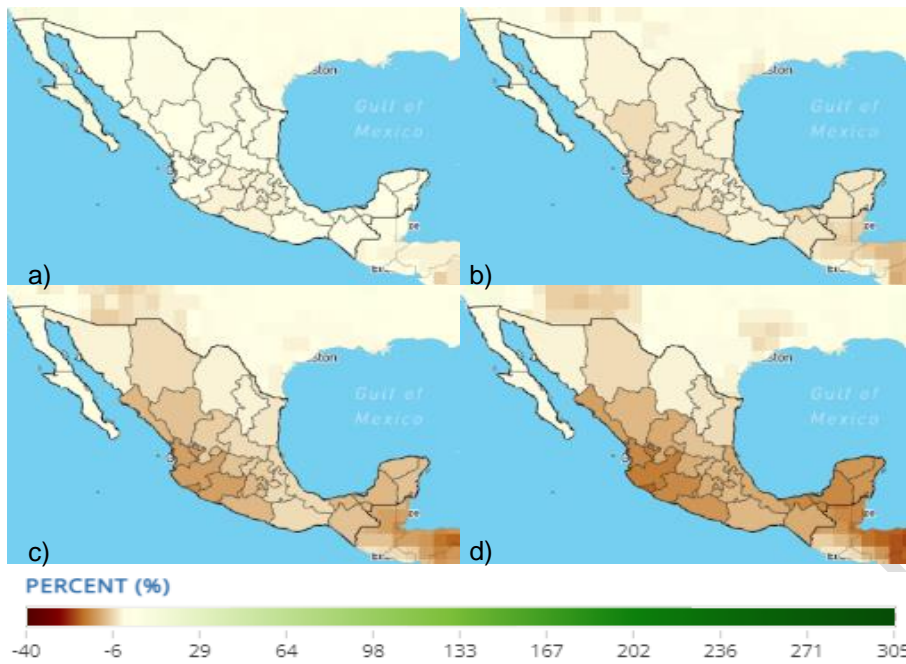 Gulf of
Mexico
a)
Gulf of
Mexico
b)
Gulf of
Mexico
c)
Gulf of
Mexico
d)
PERCENT (%)
-40 -6 29 64 98 133 167 202 236 271 305